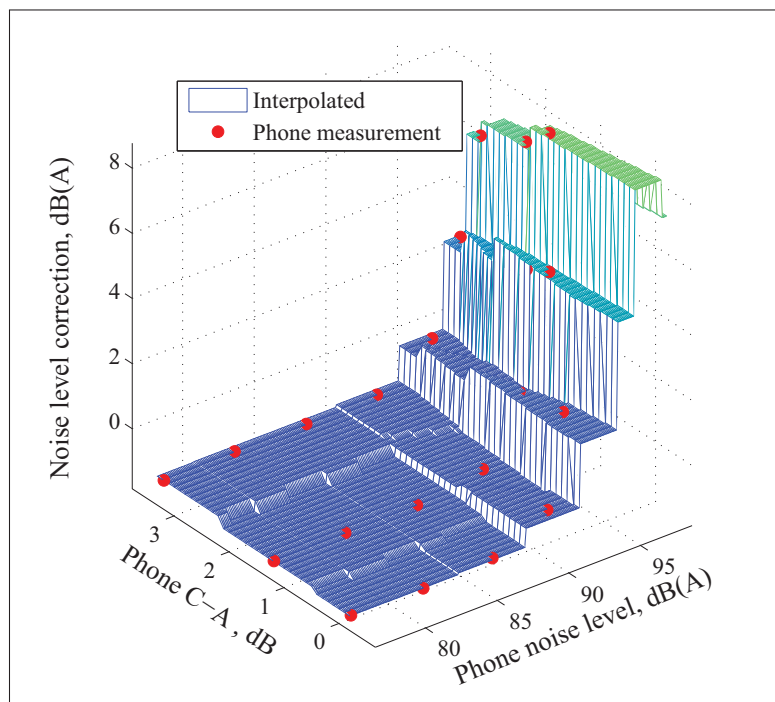 Interpolated
Phone measurement
Noise level correction, dB(A)
8
6
4
2
0
Phone C−A , dB
3
2
1
0
Phone noise level, dB(A)
80
85
90
95